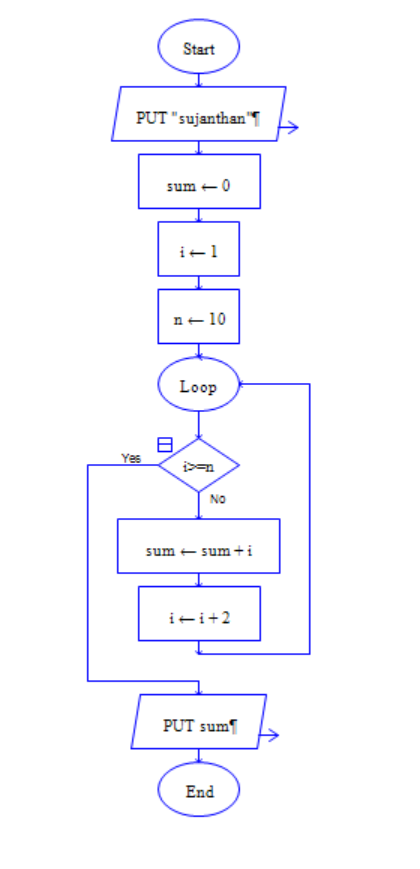 Start
PUT "sujanthan"¶
sum ← 0
i ← 1
n ← 10
Loop
Yes
i>=n
No
sum ← sum + i
i ← i + 2
PUT sum¶
End